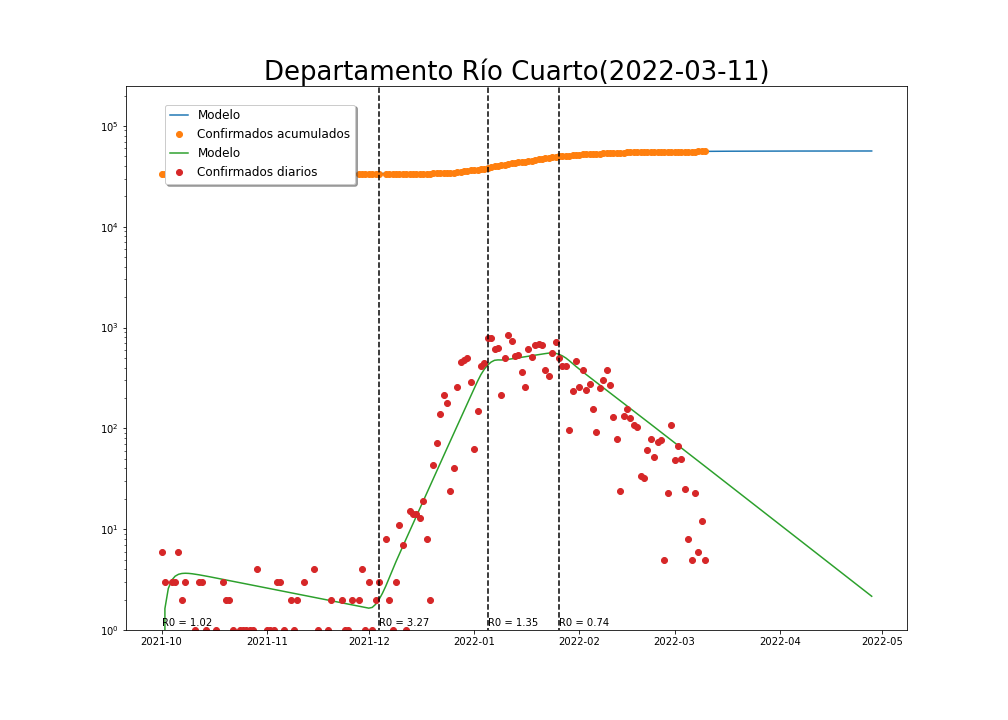 Departamento Río Cuarto(2022-03-11)
Modelo
Confirmados acumulados
Modelo
Confirmados diarios
10⁵
10⁴
10³
10²
10¹
10⁰
R0 = 1.02
R0 = 3.27
R0 = 1.35
R0 = 0.74
2021-10
2021-11
2021-12
2022-01
2022-02
2022-03
2022-04
2022-05